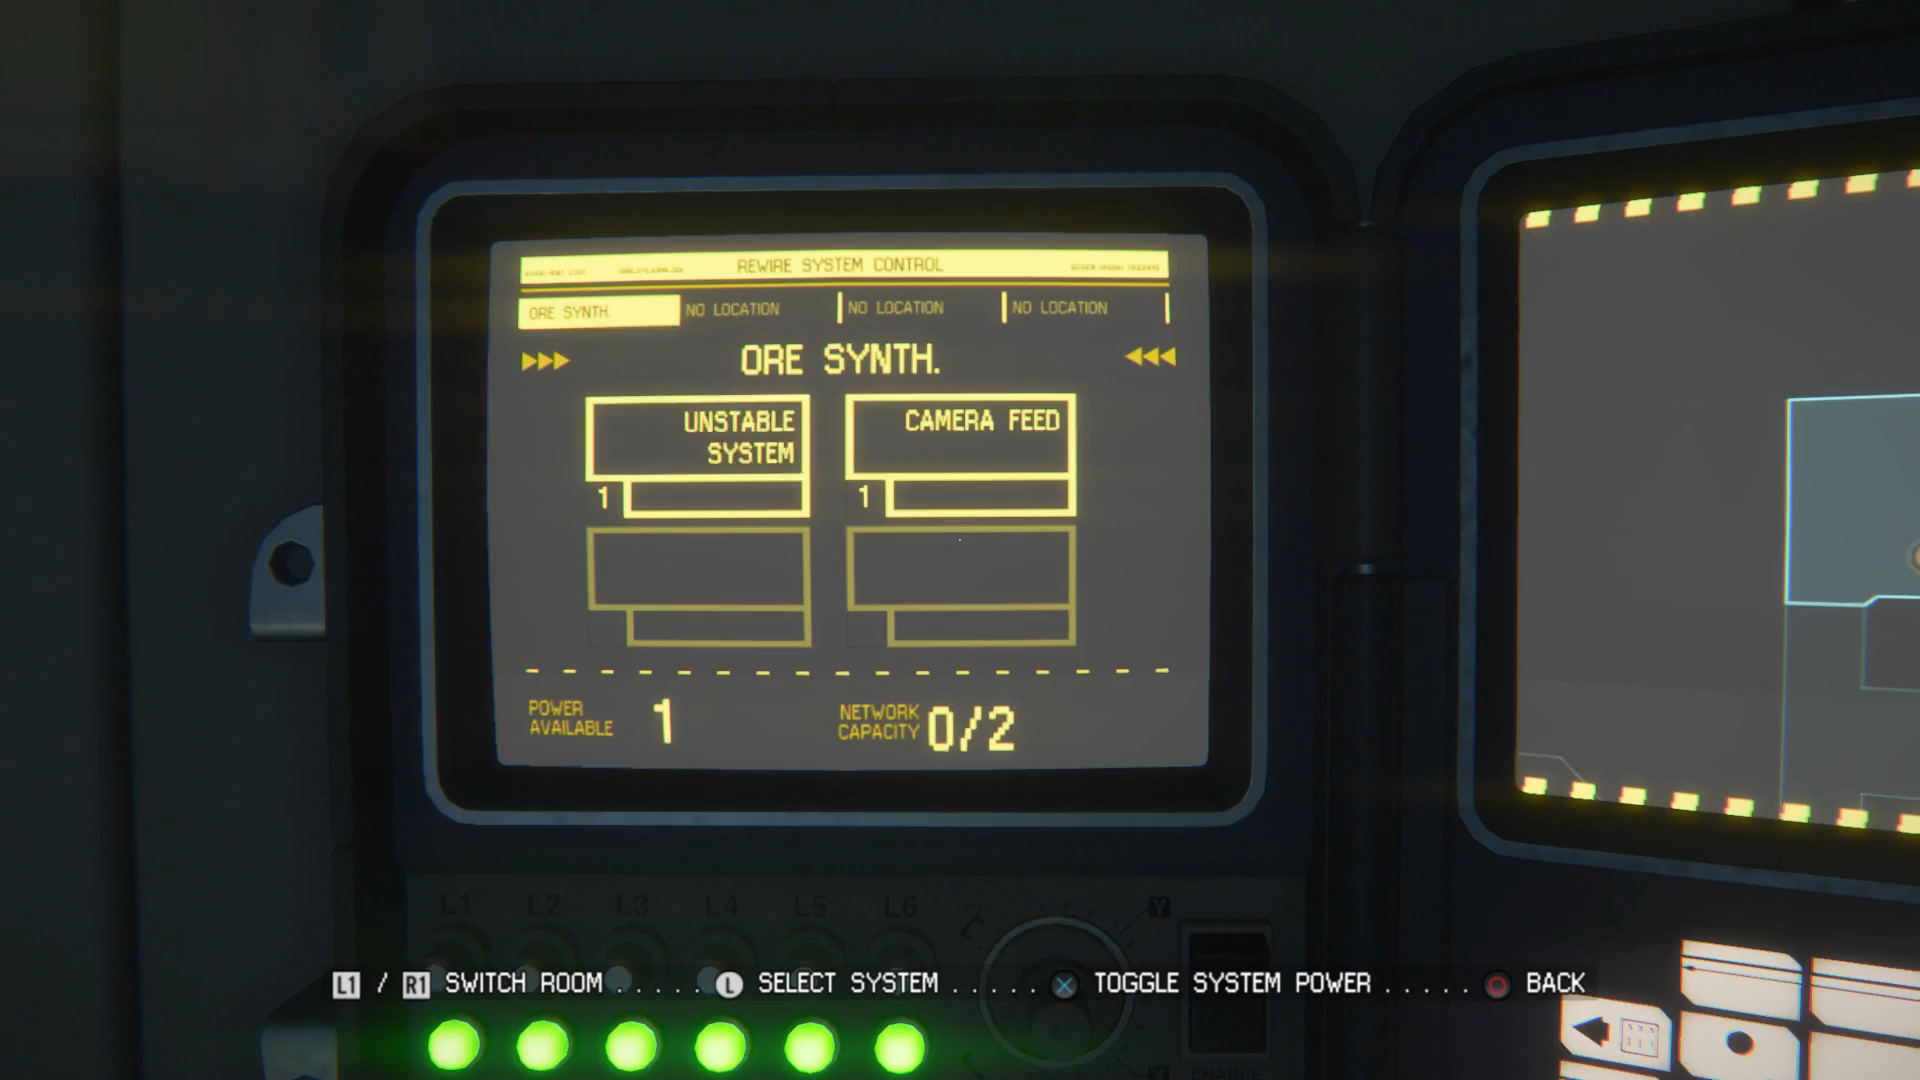 REWIRE SYSTEM CONTROL
ORE SYNTH. NO LOCATION NO LOCATION NO LOCATION
ORE SYNTH.
UNSTABLE
SYSTEM
1
CAMERA FEED
1
POWER
AVAILABLE
1
NETWORK
CAPACITY
0/2
L1 L2 L3 L4 L5 L6
Y
L1 / R1 SWITCH ROOM ..... L SELECT SYSTEM ...... X TOGGLE SYSTEM POWER ...... O BACK
Y
ENABLE